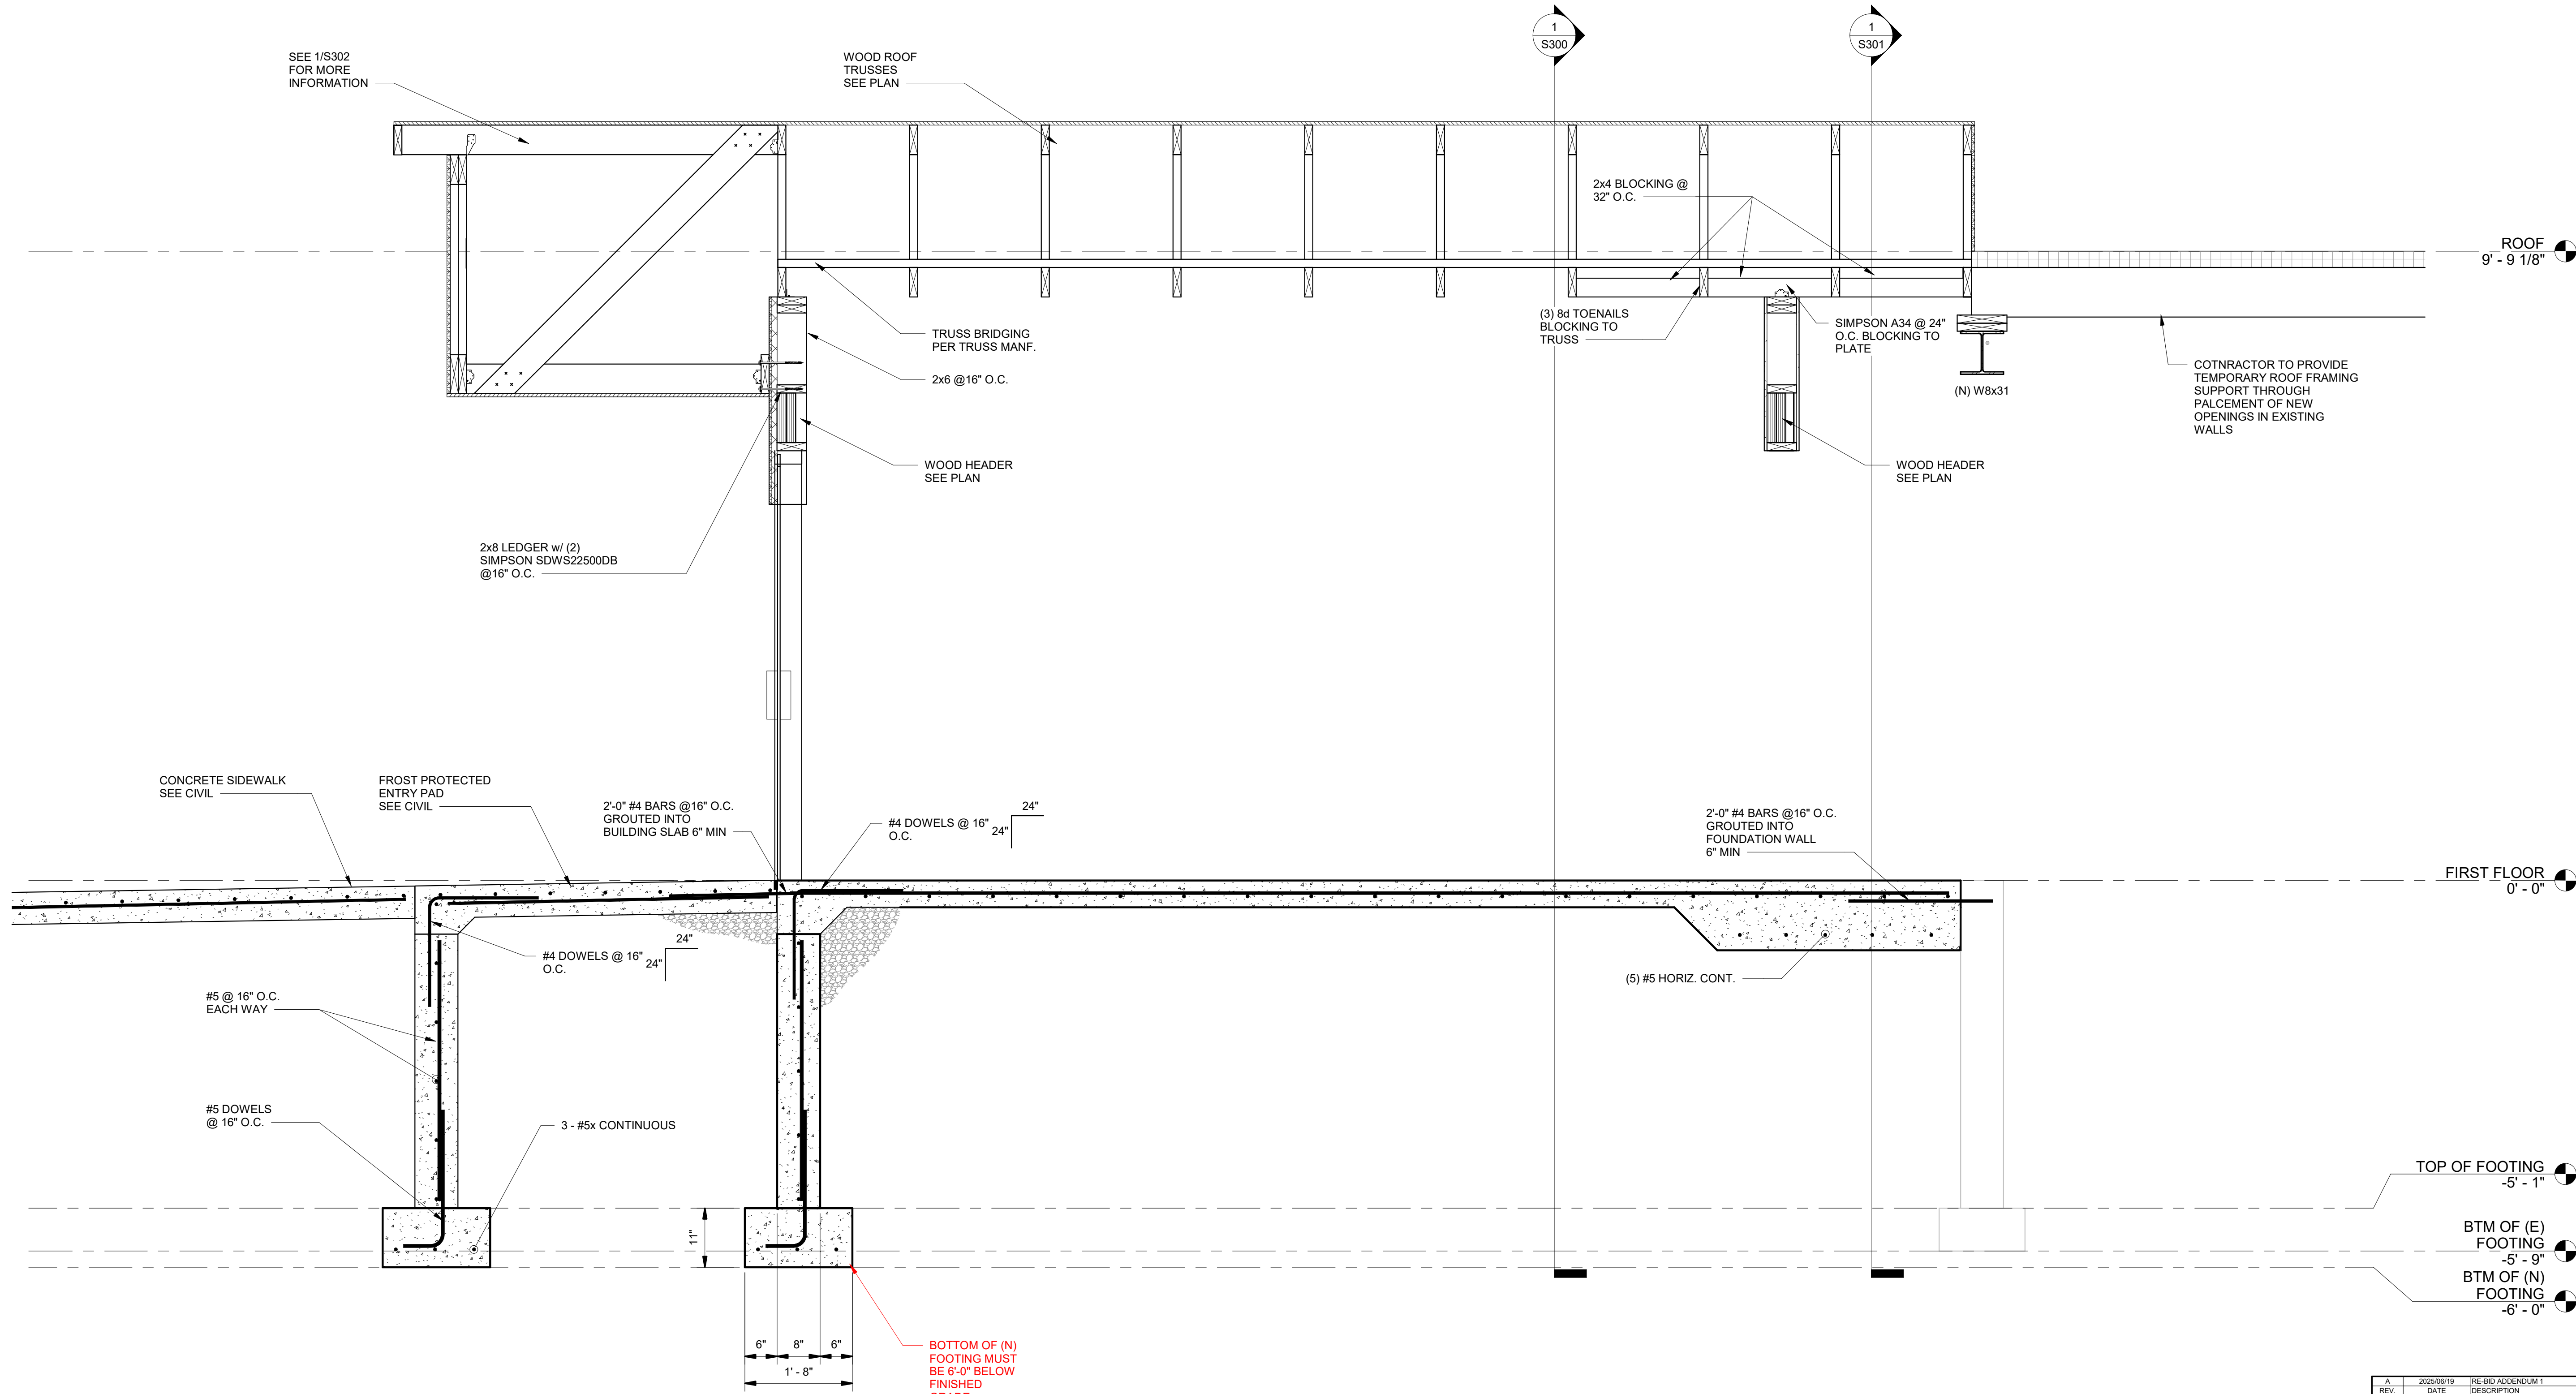 1
S300
1
S301
SEE 1/S302
FOR MORE
INFORMATION
WOOD ROOF
TRUSSES
SEE PLAN
2x4 BLOCKING @
32" O.C.
ROOF
9' - 9 1/8"
(3) 8d TOENAILS
BLOCKING TO
TRUSS
SIMPSON A34 @ 24"
O.C. BLOCKING TO
PLATE
TRUSS BRIDGING
PER TRUSS MANF.
2x6 @16" O.C.
(N) W8x31
COTNRACTOR TO PROVIDE
TEMPORARY ROOF FRAMING
SUPPORT THROUGH
PALCEMENT OF NEW
OPENINGS IN EXISTING
WALLS
WOOD HEADER
SEE PLAN
WOOD HEADER
SEE PLAN
2x8 LEDGER w/ (2)
SIMPSON SDWS22500DB
@16" O.C.
CONCRETE SIDEWALK
SEE CIVIL
FROST PROTECTED
ENTRY PAD
SEE CIVIL
2'-0" #4 BARS @16" O.C.
GROUTED INTO
BUILDING SLAB 6" MIN
#4 DOWELS @ 16"
O.C.
24"
24"
2'-0" #4 BARS @16" O.C.
GROUTED INTO
FOUNDATION WALL
6" MIN
FIRST FLOOR
0' - 0"
#4 DOWELS @ 16"
O.C.
24"
24"
(5) #5 HORIZ. CONT.
#5 @ 16" O.C.
EACH WAY
#5 DOWELS
@ 16" O.C.
3 - #5x CONTINUOUS
TOP OF FOOTING
-5' - 1"
11"
BTM OF (E)
FOOTING
-5' - 9"
BTM OF (N)
FOOTING
-6' - 0"
6"
8"
6"
1' - 8"
BOTTOM OF (N)
FOOTING MUST
BE 6'-0" BELOW
FINISHED
A 2025/06/19 RE-BID ADDENDUM 1
REV. DATE DESCRIPTION